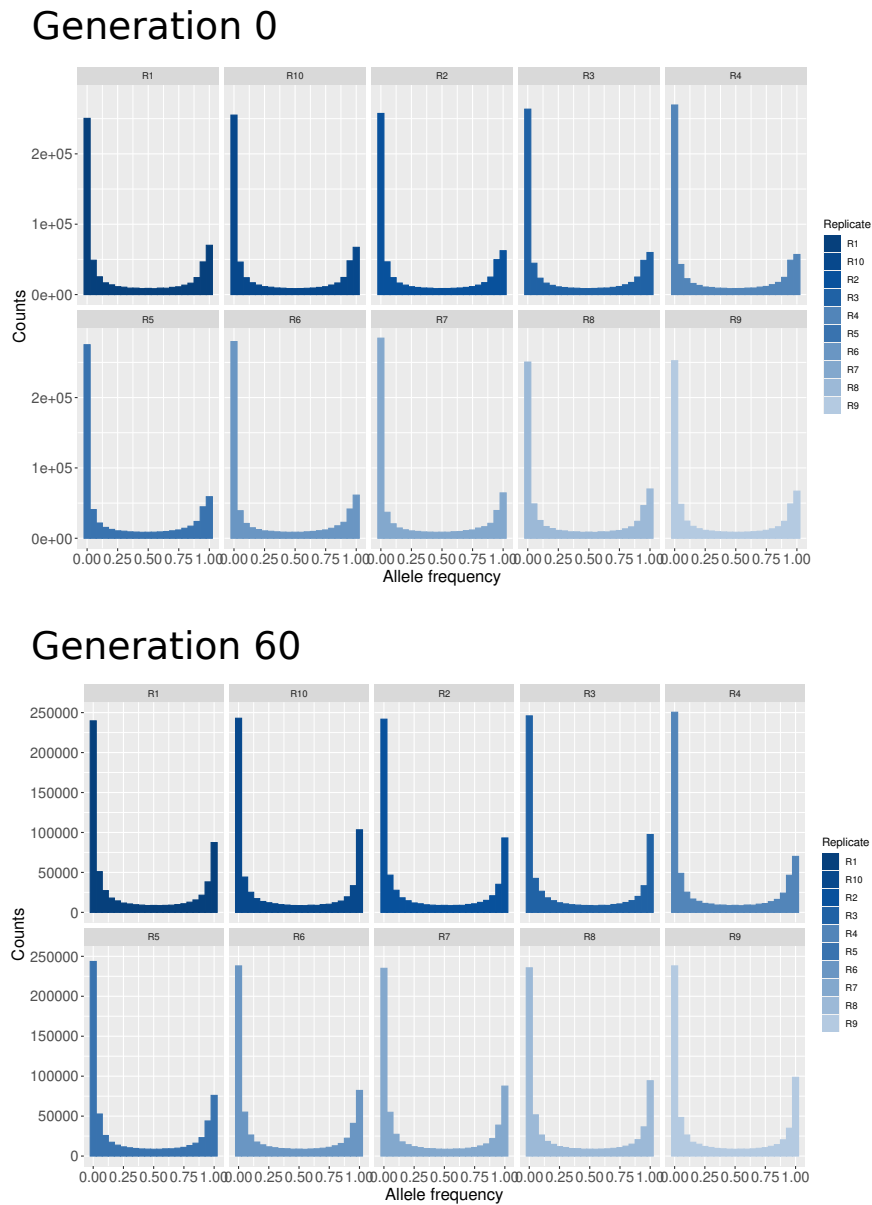 Generation 0
R1 R10 R2 R3 R4
2e+05
1e+05
0e+00
R5 R6 R7 R8 R9
2e+05
1e+05
0e+00
0.00 0.25 0.50 0.75 1.00 0.00 0.25 0.50 0.75 1.00 0.00 0.25 0.50 0.75 1.00 0.00 0.25 0.50 0.75 1.00 0.00 0.25 0.50 0.75 1.00
Allele frequency
Counts
Replicate
R1
R10
R2
R3
R4
R5
R6
R7
R8
R9
Generation 60
R1 R10 R2 R3 R4
250000
200000
150000
100000
50000
0
R5 R6 R7 R8 R9
250000
200000
150000
100000
50000
0
0.00 0.25 0.50 0.75 1.00 0.00 0.25 0.50 0.75 1.00 0.00 0.25 0.50 0.75 1.00 0.00 0.25 0.50 0.75 1.00 0.00 0.25 0.50 0.75 1.00
Allele frequency
Counts
Replicate
R1
R10
R2
R3
R4
R5
R6
R7
R8
R9